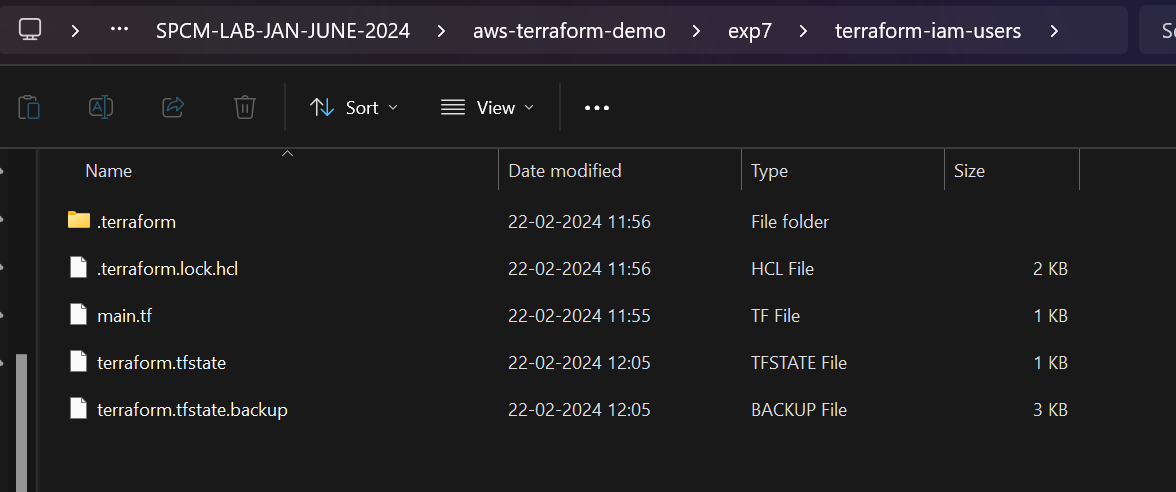 ··· SPCM-LAB-JAN-JUNE-2024 aws-terraform-demo exp7 terraform-iam-users
Sort View ···
Name Date modified Type Size
.terraform 22-02-2024 11:56 File folder
.terraform.lock.hcl 22-02-2024 11:56 HCL File 2 KB
main.tf 22-02-2024 11:55 TF File 1 KB
terraform.tfstate 22-02-2024 12:05 TFSTATE File 1 KB
terraform.tfstate.backup 22-02-2024 12:05 BACKUP File 3 KB